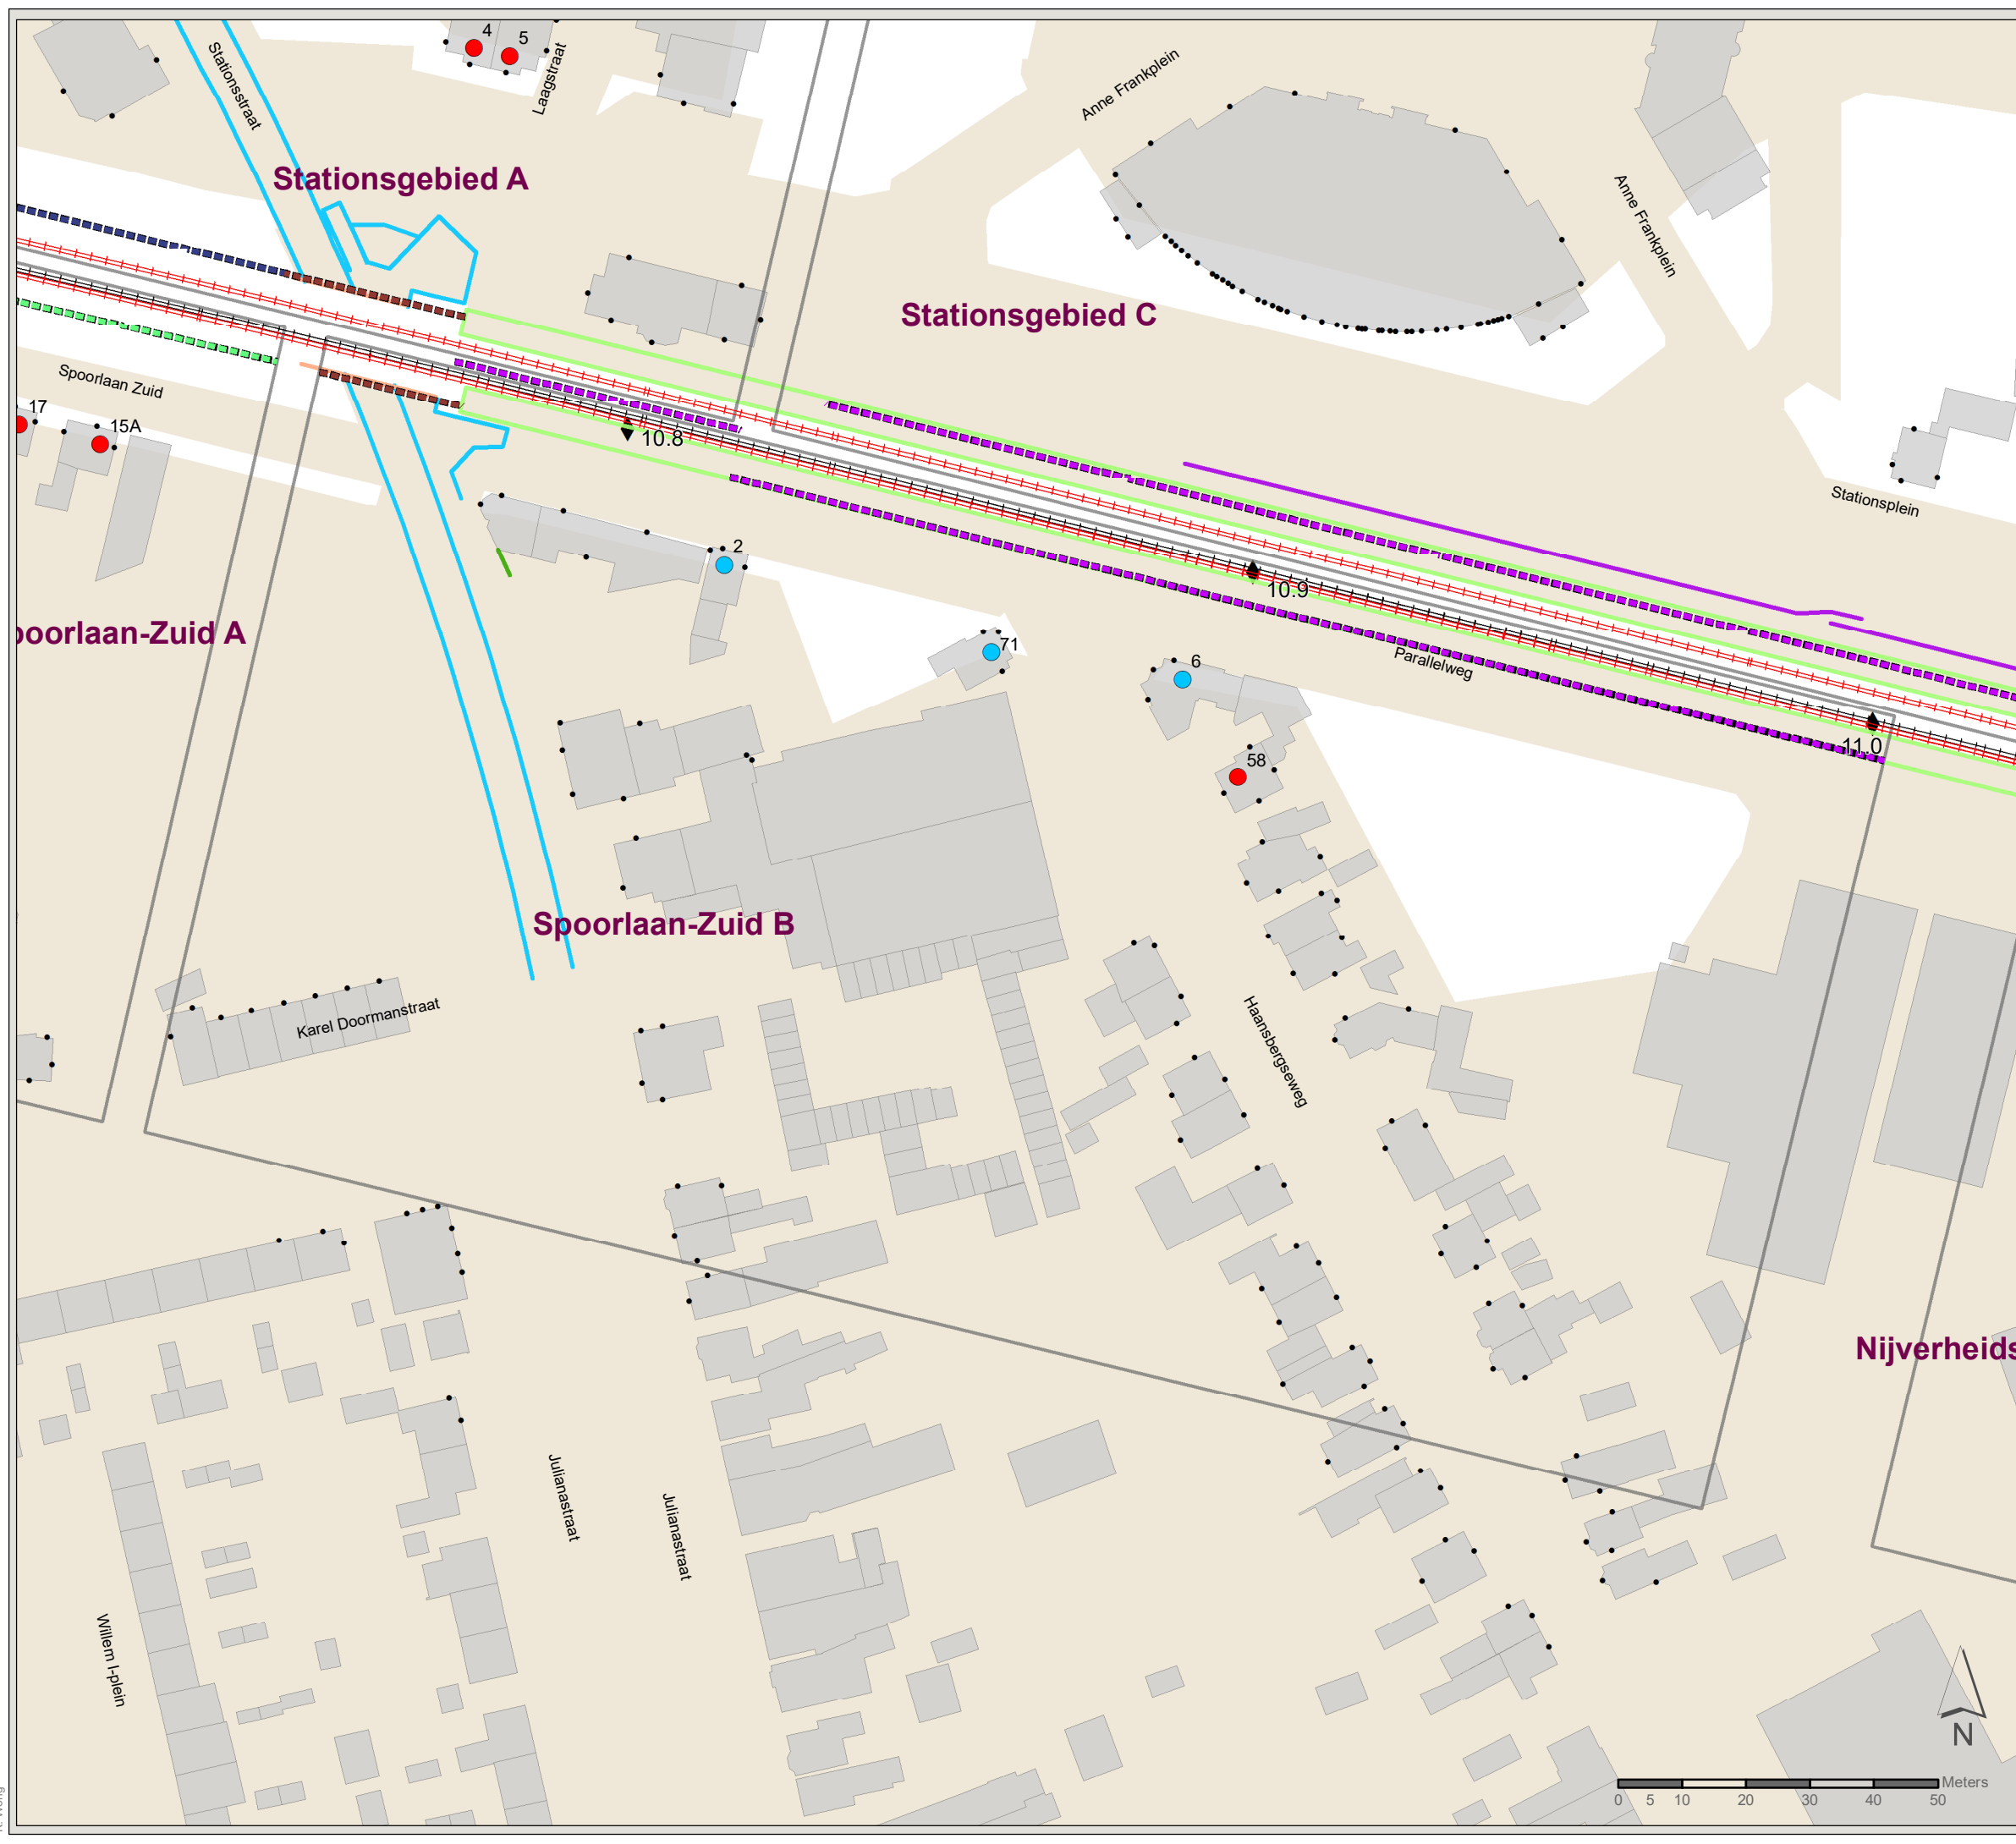 4
5
Stationsstraat
Laagstraat
Anne Frankplein
Stationsgebied A
Anne Frankplein
Stationsgebied C
Spoorlaan Zuid
17
15A
10.8
Stationsplein
2
10.9
poorlaan-Zuid A
71
6
Parallelweg
58
11.0
Spoorlaan-Zuid B
Karel Doormanstraat
Haansbergseweg
Nijverheids
Julianastraat
Julianastraat
Willem I-plein
N
Meters
0 5 10 20 30 40 50